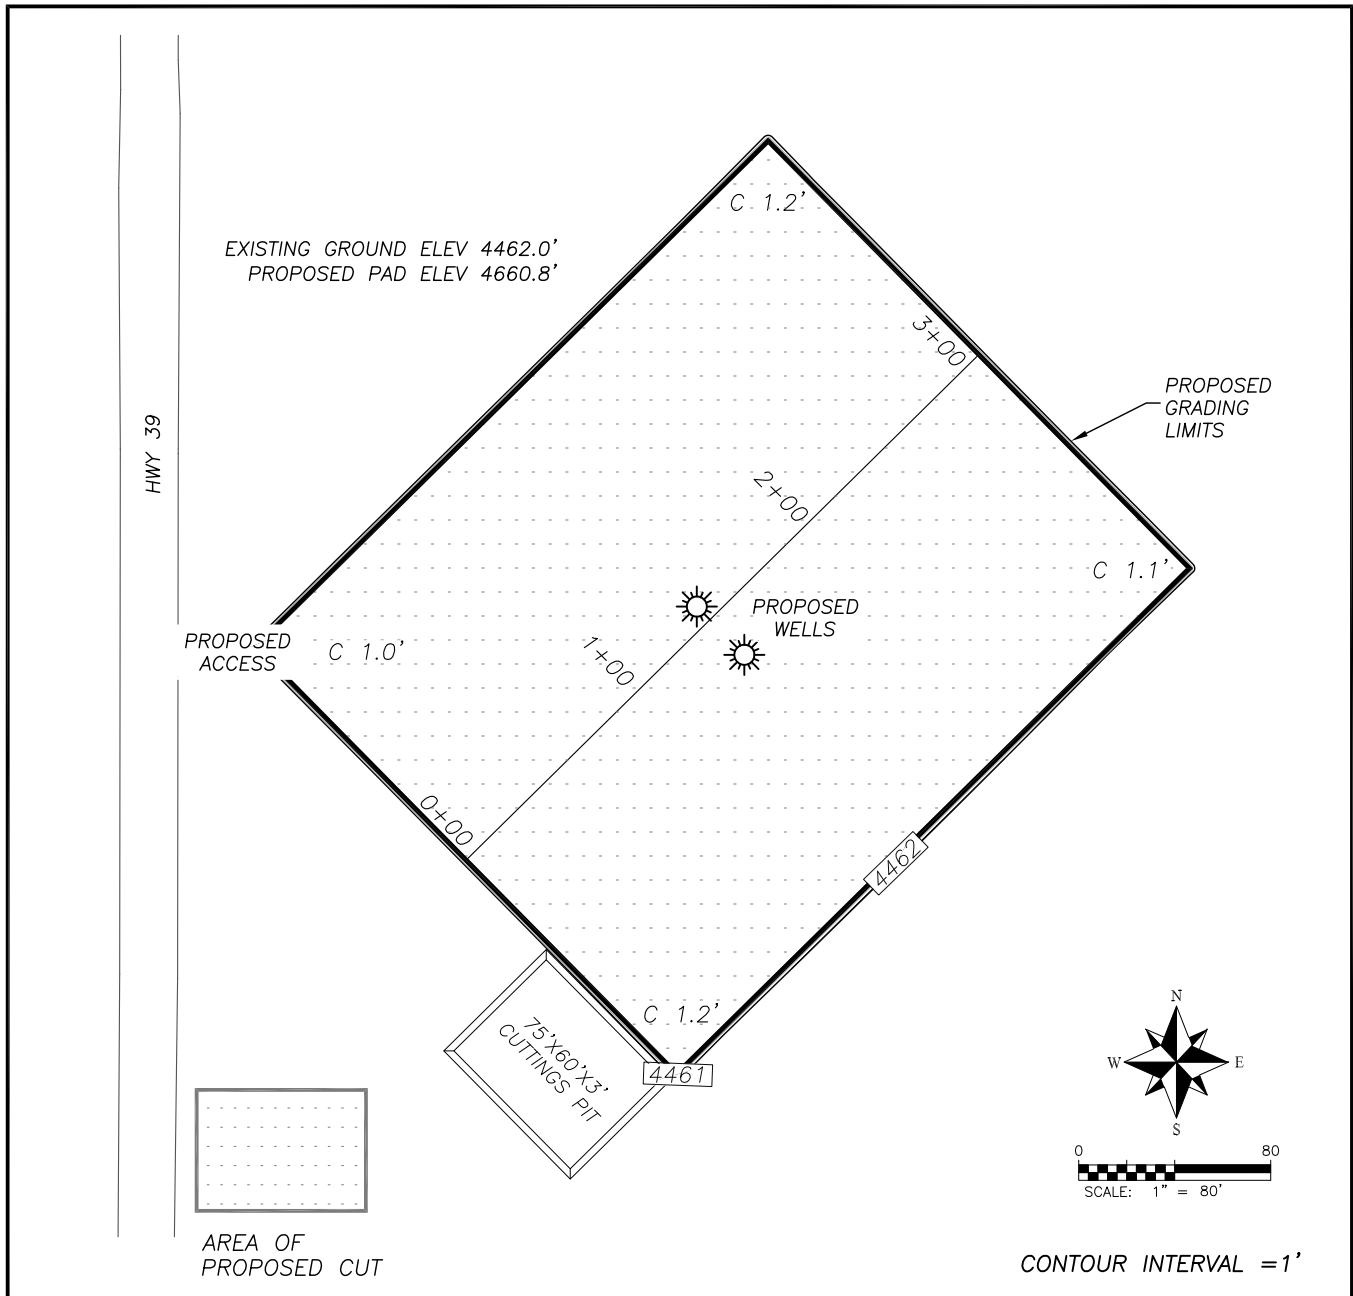 C 1.2'
EXISTING GROUND ELEV 4462.0'
PROPOSED PAD ELEV 4660.8'
3+00
PROPOSED
GRADING
LIMITS
HWY 39
2+00
C 1.1'
PROPOSED
WELLS
PROPOSED
ACCESS
C 1.0'
1+00
0+00
4462
C 1.2'
4461
75'X60'X3'
CUTTINGS PIT
N
W
E
S
0 80
SCALE: 1" = 80'
AREA OF
PROPOSED CUT
CONTOUR INTERVAL =1'